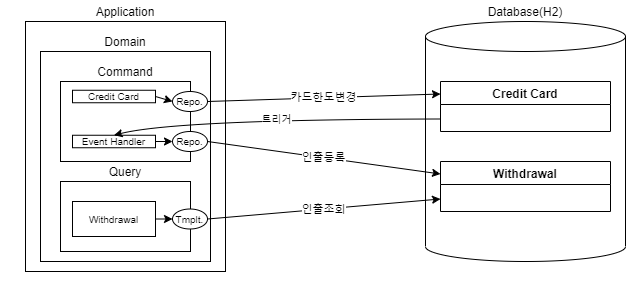 Application
Database(H2)
Domain
Command
Credit Card
Repo.
카드한도변경
Credit Card
트리거
Event Handler
Repo.
인출등록
Query
Withdrawal
Withdrawal
Tmplt.
인출조회